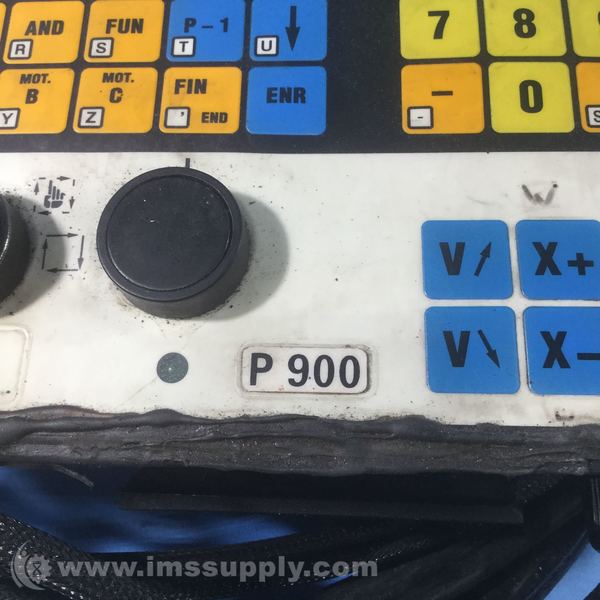 AND FUN P-1 7 8
R S T U
MOT. B MOT. C FIN ENR - 0
Y Z ' END - S
W
V X+
P 900 V X-
www.imssupply.com